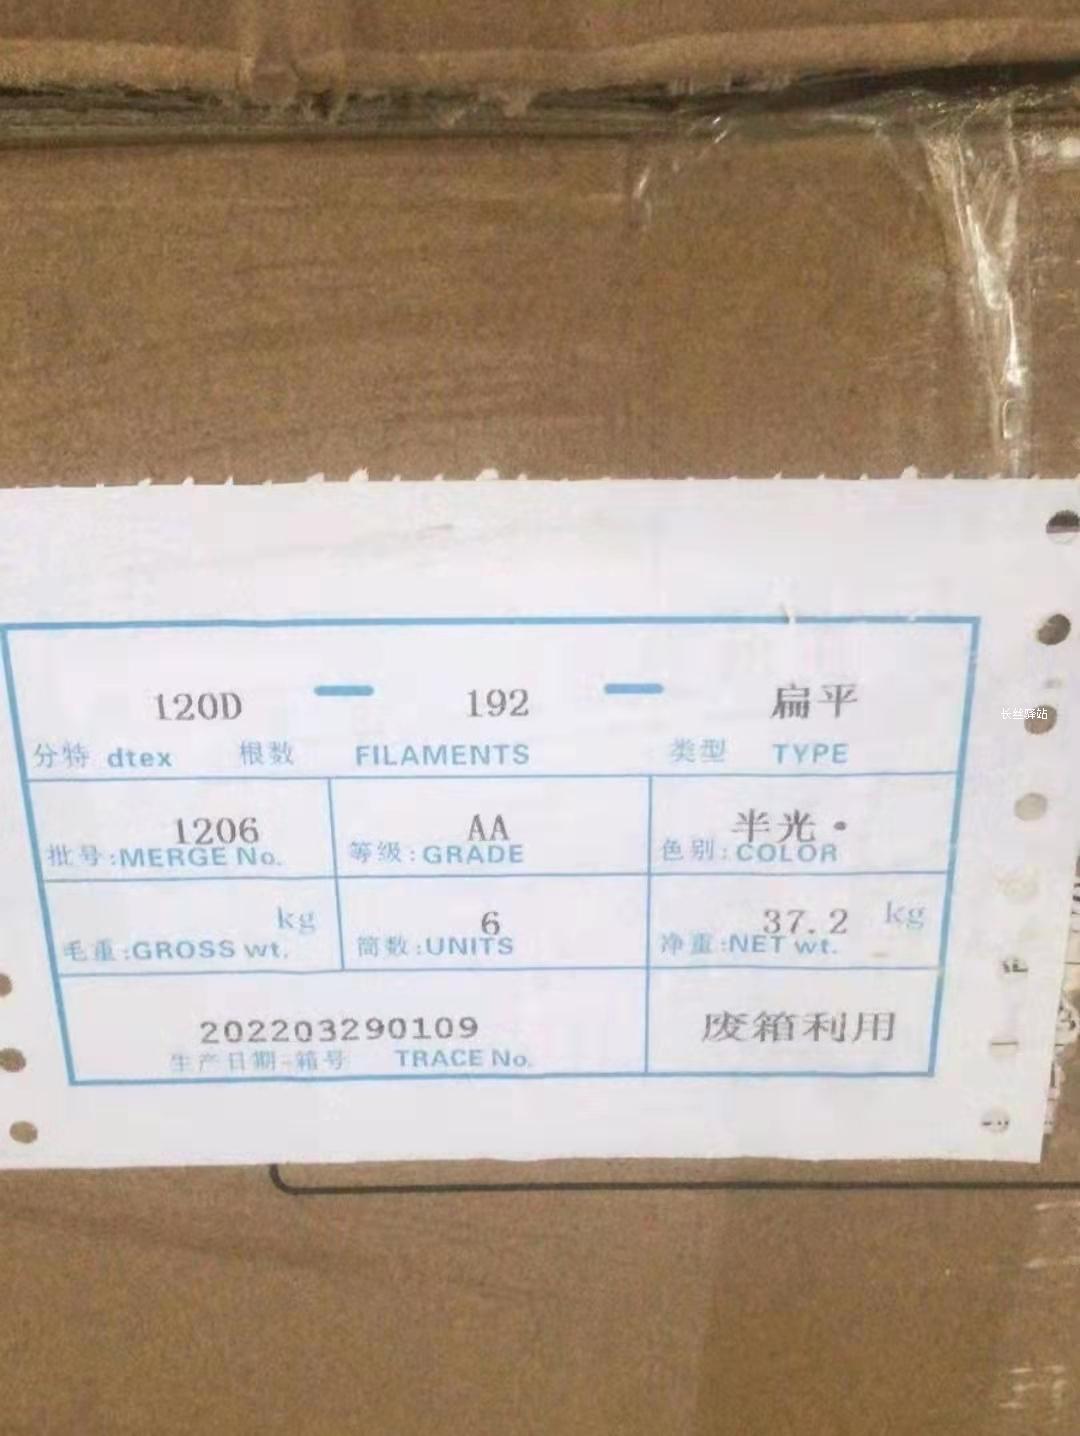 120D — 192 — 扁平
分特 dtex 根数 FILAMENTS 类型 TYPE
长丝驿站
1206 AA 半光·
批号:MERGE No. 等级:GRADE 色别:COLOR
kg 6 37.2 kg
毛重:GROSS wt. 筒数:UNITS 净重:NET wt.
202203290109 废箱利用
生产日期-箱号 TRACE No.